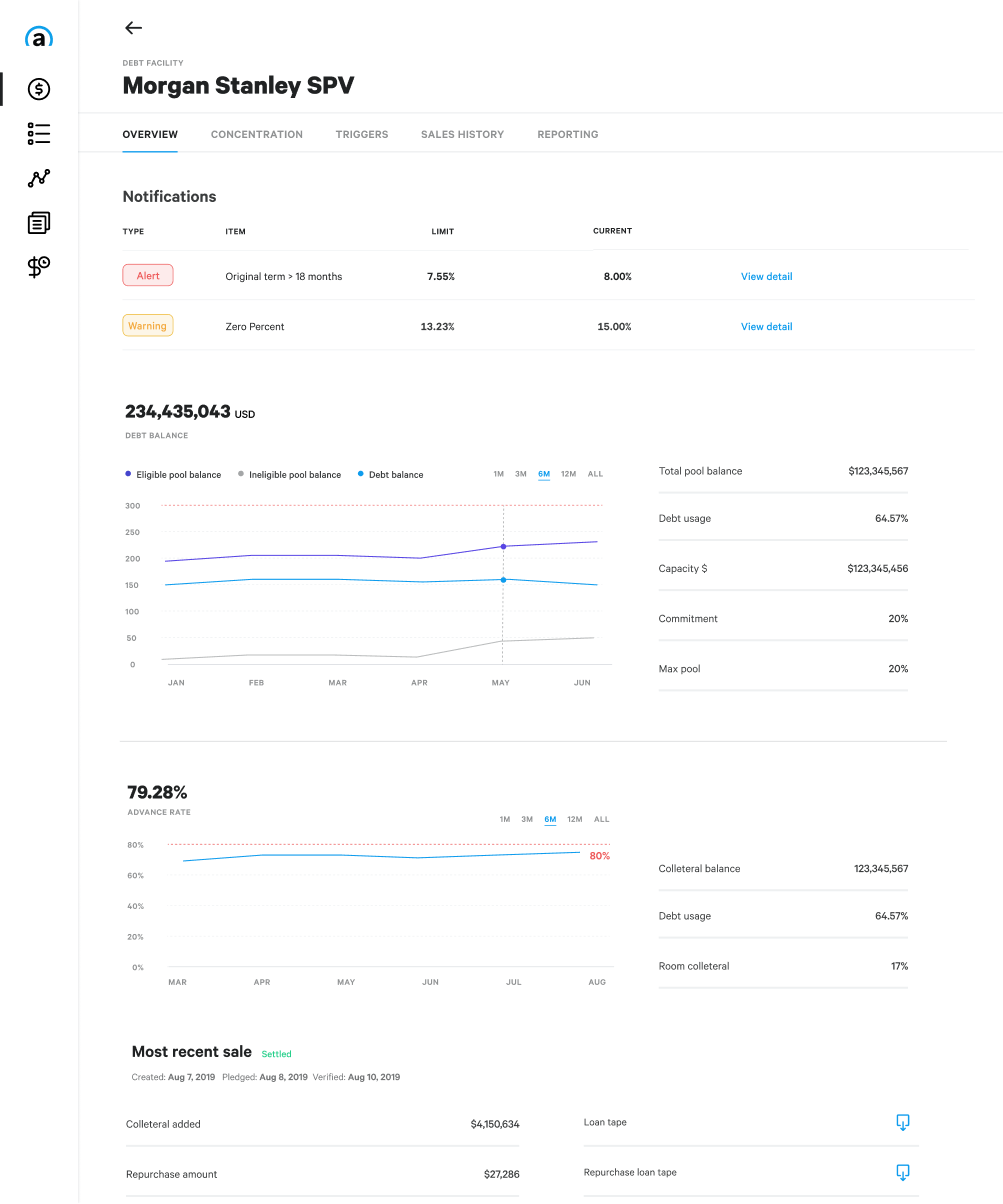 a
DEBT FACILITY
Morgan Stanley SPV
OVERVIEW CONCENTRATION TRIGGERS SALES HISTORY REPORTING
Notifications
TYPE ITEM LIMIT CURRENT
Alert Original term > 18 months 7.55% 8.00% View detail
Warning Zero Percent 13.23% 15.00% View detail
234,435,043 USD
DEBT BALANCE
Eligible pool balance Ineligible pool balance Debt balance 1M 3M 6M 12M ALL
300
250
200
150
100
50
0
JAN FEB MAR APR MAY JUN
Total pool balance $123,345,567
Debt usage 64.57%
Capacity $ $123,345,456
Commitment 20%
Max pool 20%
79.28%
ADVANCE RATE
1M 3M 6M 12M ALL
80%
60%
40%
20%
0%
80%
MAR APR MAY JUN JUL AUG
Colleteral balance 123,345,567
Debt usage 64.57%
Room colleteral 17%
Most recent sale Settled
Created: Aug 7, 2019 Pledged: Aug 8, 2019 Verified: Aug 10, 2019
Colleteral added $4,150,634
Repurchase amount $27,286
Loan tape
Repurchase loan tape